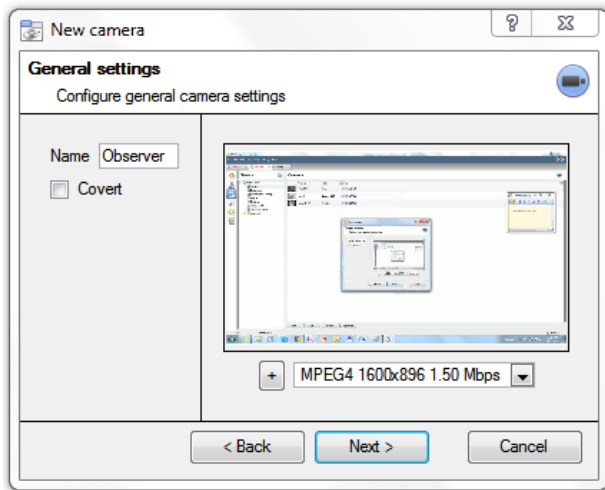 New camera
General settings
Configure general camera settings
Name Observer
Covert
+ MPEG4 1600x896 1.50 Mbps
< Back Next > Cancel